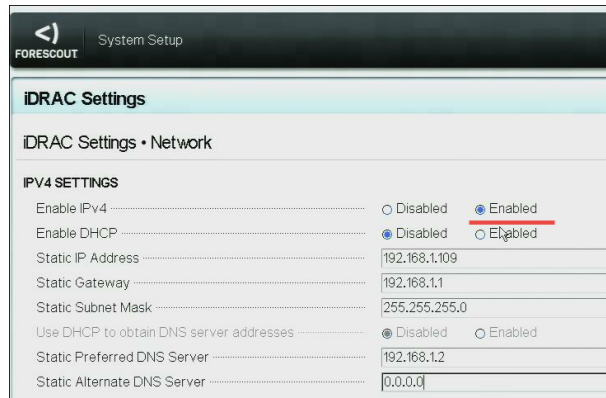 <) System Setup
FORESCOUT
iDRAC Settings
iDRAC Settings • Network
IPV4 SETTINGS
Enable IPv4 Disabled Enabled
Enable DHCP Disabled Enabled
Static IP Address 192.168.1.109
Static Gateway 192.168.1.1
Static Subnet Mask 255.255.255.0
Use DHCP to obtain DNS server addresses Disabled Enabled
Static Preferred DNS Server 192.168.1.2
Static Alternate DNS Server 0.0.0.0